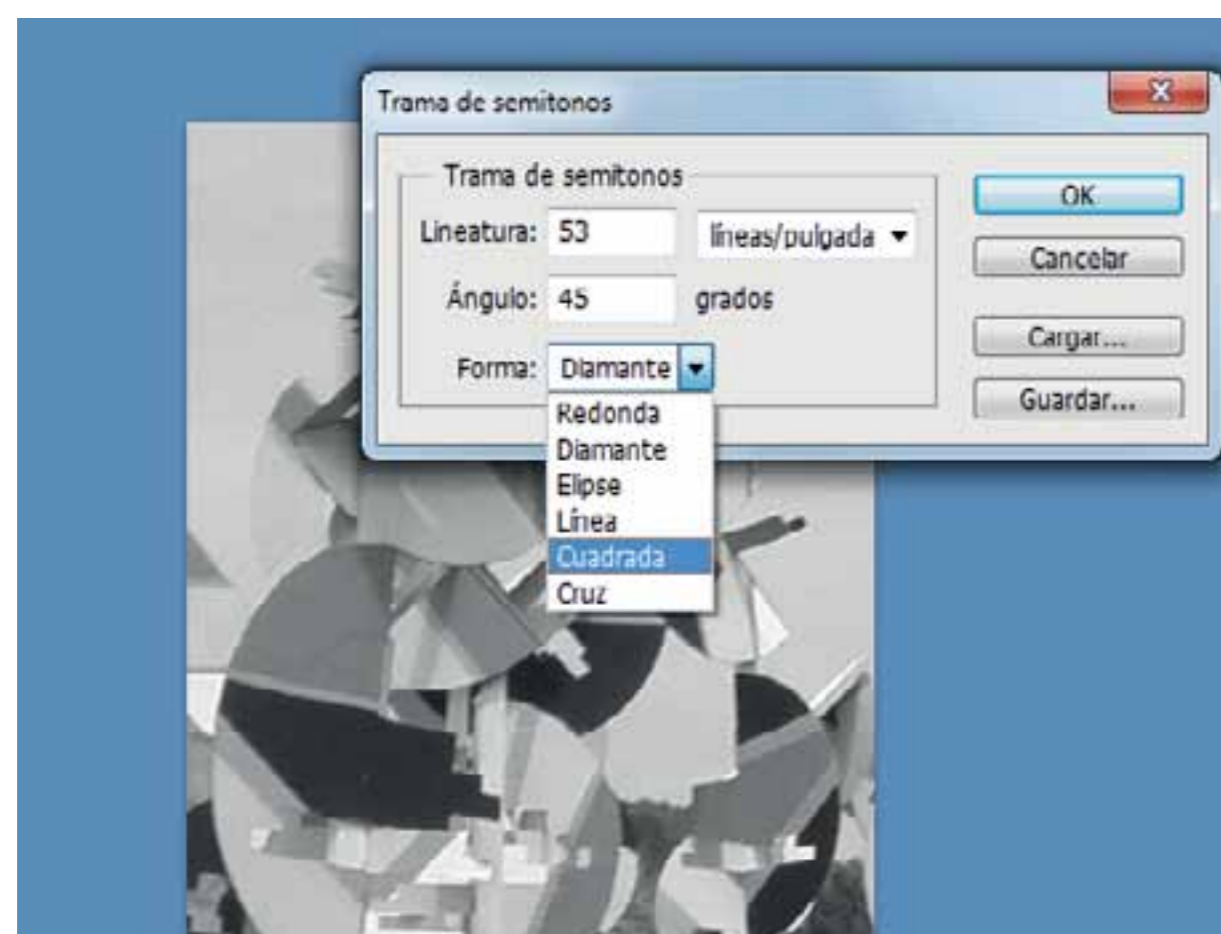 Trama de semitonos
Trama de semitonos
Lineatura: 53 líneas/pulgada
Ángulo: 45 grados
Forma: Diamante
Redonda
Diamante
Elipse
Línea
Cuadrada
Cruz
OK
Cancelar
Cargar...
Guardar...